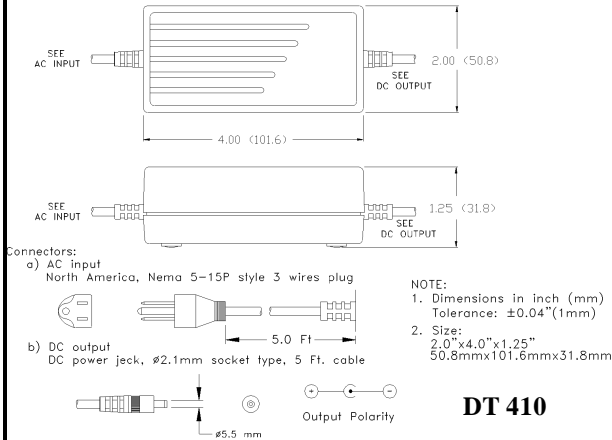 SEE
AC INPUT
2.00 (50.8)
SEE
DC OUTPUT
4.00 (101.6)
SEE
AC INPUT
1.25 (31.8)
SEE
DC OUTPUT
Connectors:
a) AC input
North America, Nema 5-15P style 3 wires plug
5.0 Ft
b) DC output
DC power jeck, ø2.1mm socket type, 5 Ft. cable
+ -
Output Polarity
ø5.5 mm
NOTE:
1. Dimensions in inch (mm)
Tolerance: ±0.04"(1mm)
2. Size:
2.0"x4.0"x1.25"
50.8mmx101.6mmx31.8mm
DT 410